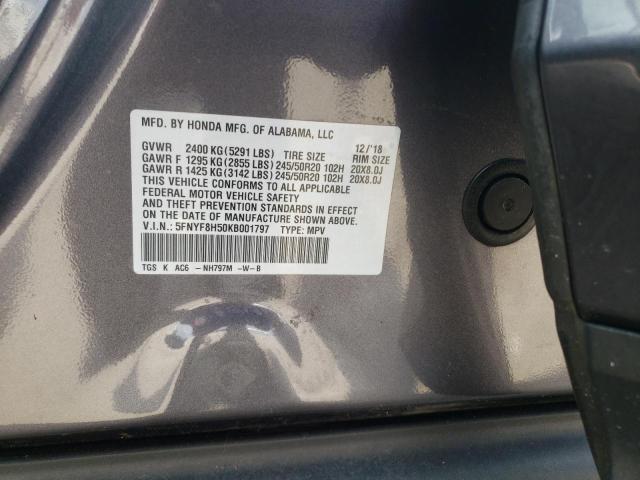 MFD. BY HONDA MFG. OF ALABAMA, LLC
GVWR 2400 KG (5291 LBS) TIRE SIZE 12/'18 RIM SIZE
GAWR F 1295 KG (2855 LBS) 245/50R20 102H 20X8.0J
GAWR R 1425 KG (3142 LBS) 245/50R20 102H 20X8.0J
THIS VEHICLE CONFORMS TO ALL APPLICABLE
FEDERAL MOTOR VEHICLE SAFETY
AND THEFT PREVENTION STANDARDS IN EFFECT
ON THE DATE OF MANUFACTURE SHOWN ABOVE.
V.I.N.: 5FNYF8H50KB001797 TYPE: MPV
TGS K AC6 - NH797M -W-B